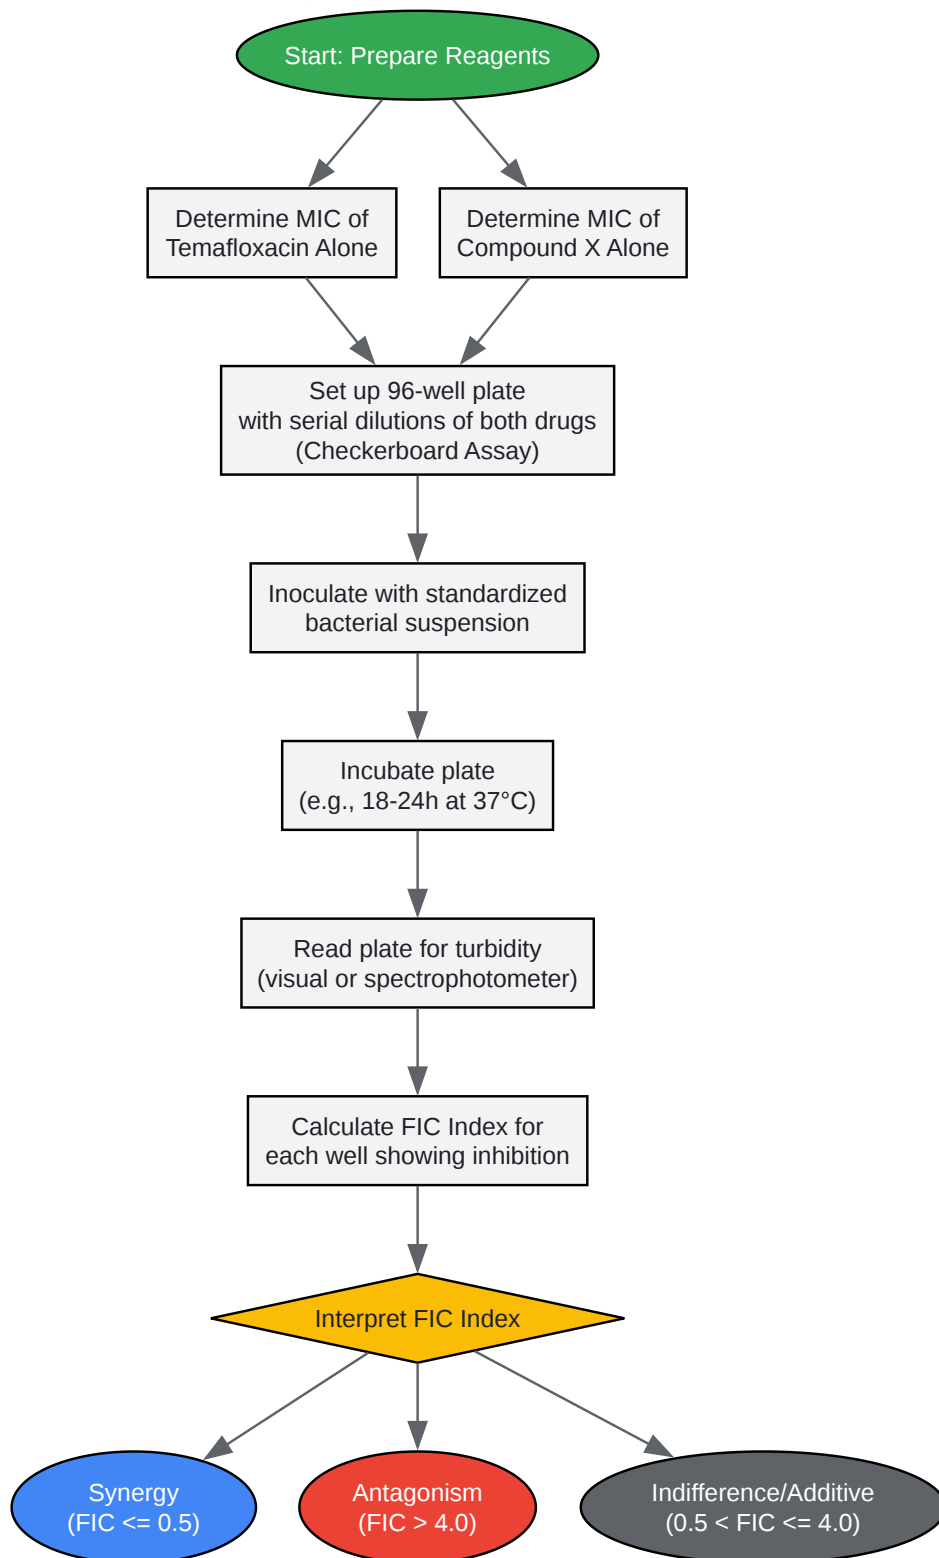 Start: Prepare Reagents
Determine MIC of
Temafloxacin Alone
Determine MIC of
Compound X Alone
Set up 96-well plate
with serial dilutions of both drugs
(Checkerboard Assay)
Inoculate with standardized
bacterial suspension
Incubate plate
(e.g., 18-24h at 37°C)
Read plate for turbidity
(visual or spectrophotometer)
Calculate FIC Index for
each well showing inhibition
Interpret FIC Index
Synergy
(FIC <= 0.5)
Antagonism
(FIC > 4.0)
Indifference/Additive
(0.5 < FIC <= 4.0)